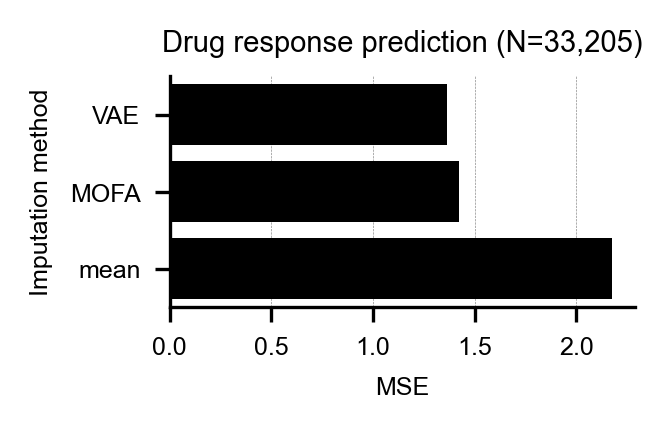 Drug response prediction (N=33,205)
Imputation method
VAE
MOFA
mean
0.0 0.5 1.0 1.5 2.0
MSE